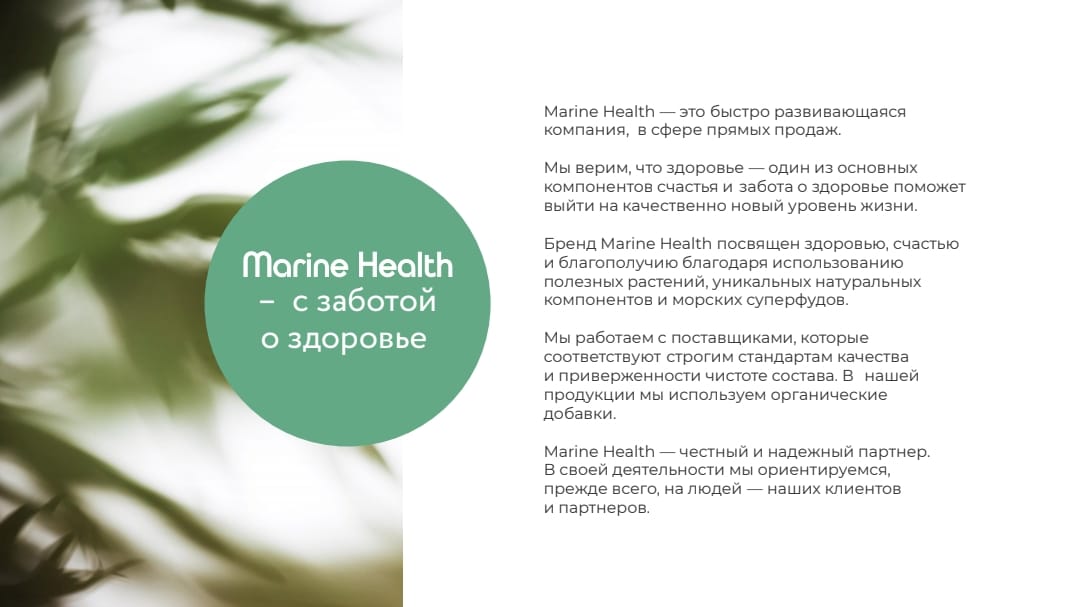 Marine Health
– с заботой
о здоровье
Marine Health — это быстро развивающаяся
компания, в сфере прямых продаж.
Мы верим, что здоровье — один из основных
компонентов счастья и забота о здоровье поможет
выйти на качественно новый уровень жизни.
Бренд Marine Health посвящен здоровью, счастью
и благополучию благодаря использованию
полезных растений, уникальных натуральных
компонентов и морских суперфудов.
Мы работаем с поставщиками, которые
соответствуют строгим стандартам качества
и приверженности чистоте состава. В нашей
продукции мы используем органические
добавки.
Marine Health — честный и надежный партнер.
В своей деятельности мы ориентируемся,
прежде всего, на людей — наших клиентов
и партнеров.